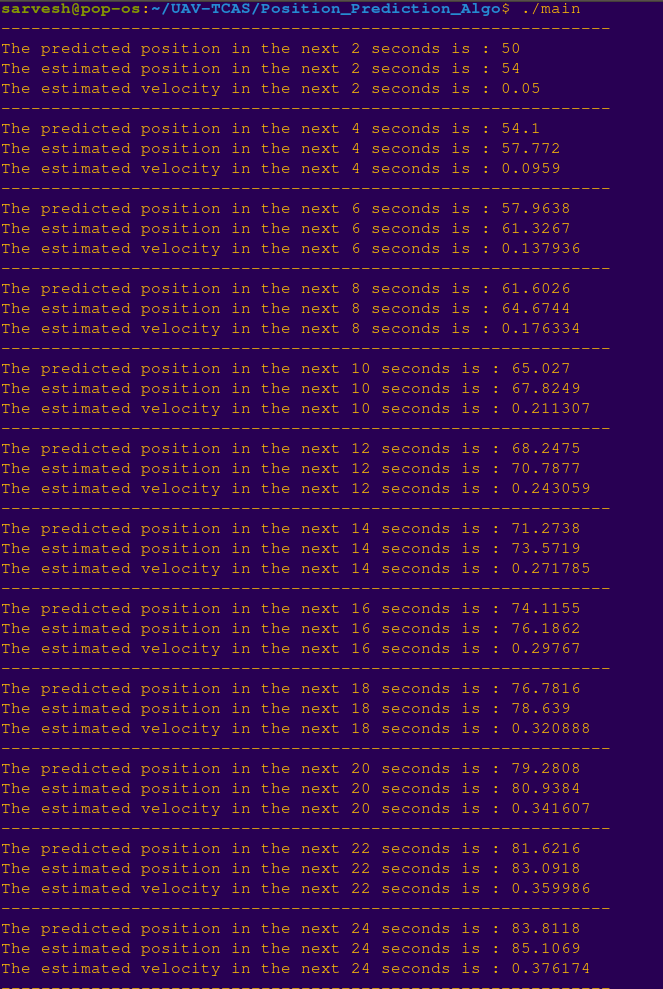 sarvesh@pop-os:~/UAV-TCAS/Position_Prediction_Algo$ ./main
-------------------------------------------------------------
The predicted position in the next 2 seconds is : 50
The estimated position in the next 2 seconds is : 54
The estimated velocity in the next 2 seconds is : 0.05
-------------------------------------------------------------
The predicted position in the next 4 seconds is : 54.1
The estimated position in the next 4 seconds is : 57.772
The estimated velocity in the next 4 seconds is : 0.0959
-------------------------------------------------------------
The predicted position in the next 6 seconds is : 57.9638
The estimated position in the next 6 seconds is : 61.3267
The estimated velocity in the next 6 seconds is : 0.137936
-------------------------------------------------------------
The predicted position in the next 8 seconds is : 61.6026
The estimated position in the next 8 seconds is : 64.6744
The estimated velocity in the next 8 seconds is : 0.176334
-------------------------------------------------------------
The predicted position in the next 10 seconds is : 65.027
The estimated position in the next 10 seconds is : 67.8249
The estimated velocity in the next 10 seconds is : 0.211307
-------------------------------------------------------------
The predicted position in the next 12 seconds is : 68.2475
The estimated position in the next 12 seconds is : 70.7877
The estimated velocity in the next 12 seconds is : 0.243059
-------------------------------------------------------------
The predicted position in the next 14 seconds is : 71.2738
The estimated position in the next 14 seconds is : 73.5719
The estimated velocity in the next 14 seconds is : 0.271785
-------------------------------------------------------------
The predicted position in the next 16 seconds is : 74.1155
The estimated position in the next 16 seconds is : 76.1862
The estimated velocity in the next 16 seconds is : 0.29767
-------------------------------------------------------------
The predicted position in the next 18 seconds is : 76.7816
The estimated position in the next 18 seconds is : 78.639
The estimated velocity in the next 18 seconds is : 0.320888
-------------------------------------------------------------
The predicted position in the next 20 seconds is : 79.2808
The estimated position in the next 20 seconds is : 80.9384
The estimated velocity in the next 20 seconds is : 0.341607
-------------------------------------------------------------
The predicted position in the next 22 seconds is : 81.6216
The estimated position in the next 22 seconds is : 83.0918
The estimated velocity in the next 22 seconds is : 0.359986
-------------------------------------------------------------
The predicted position in the next 24 seconds is : 83.8118
The estimated position in the next 24 seconds is : 85.1069
The estimated velocity in the next 24 seconds is : 0.376174
-------------------------------------------------------------